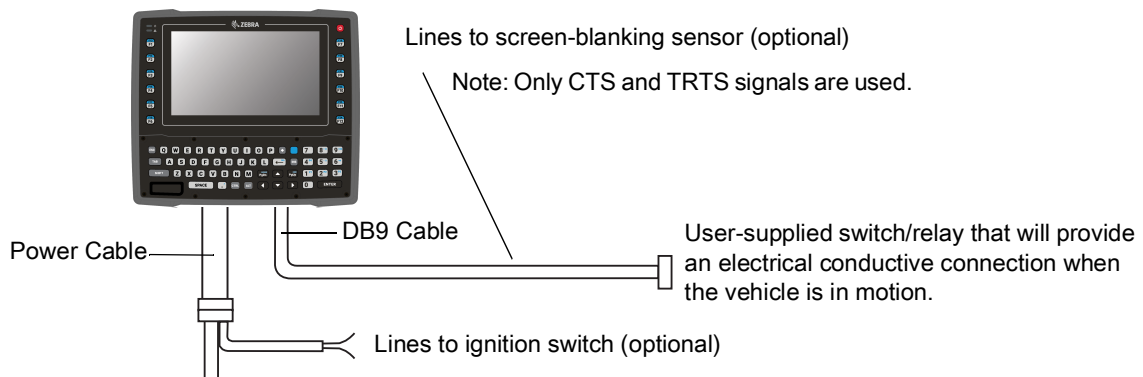 ZEBRA
Lines to screen-blanking sensor (optional)
Note: Only CTS and TRTS signals are used.
Q W E R T Y U I O P
A S D F G H J K L
Z X C V B N M
SPACE
ENTER
DB9 Cable
Power Cable
User-supplied switch/relay that will provide
an electrical conductive connection when
the vehicle is in motion.
Lines to ignition switch (optional)